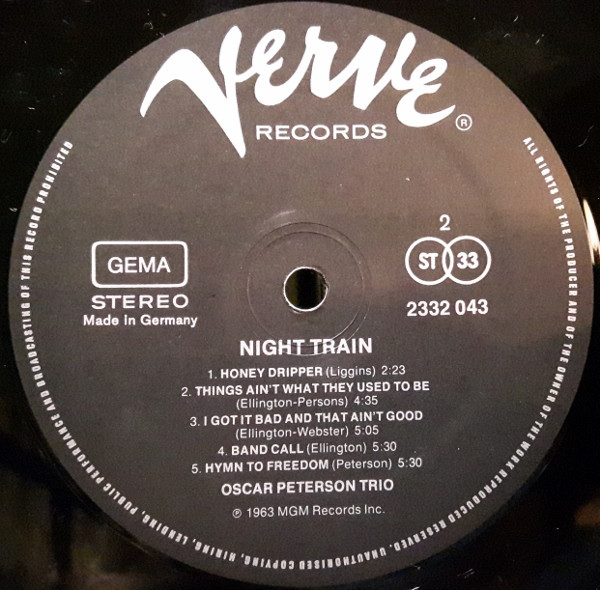 VERVE
RECORDS ®
GEMA
STEREO
Made in Germany
2
ST 33
2332 043
NIGHT TRAIN
1. HONEY DRIPPER (Liggins) 2:23
2. THINGS AIN'T WHAT THEY USED TO BE
(Ellington-Persons) 4:35
3. I GOT IT BAD AND THAT AIN'T GOOD
(Ellington-Webster) 5:05
4. BAND CALL (Ellington) 5:30
5. HYMN TO FREEDOM (Peterson) 5:30
OSCAR PETERSON TRIO
℗ 1963 MGM Records Inc.
ALL RIGHTS OF THE PRODUCER AND OF THE OWNER OF THE WORK REPRODUCED RESERVED. UNAUTHORISED COPYING, HIRING, LENDING, PUBLIC PERFORMANCE AND BROADCASTING OF THIS RECORD PROHIBITED